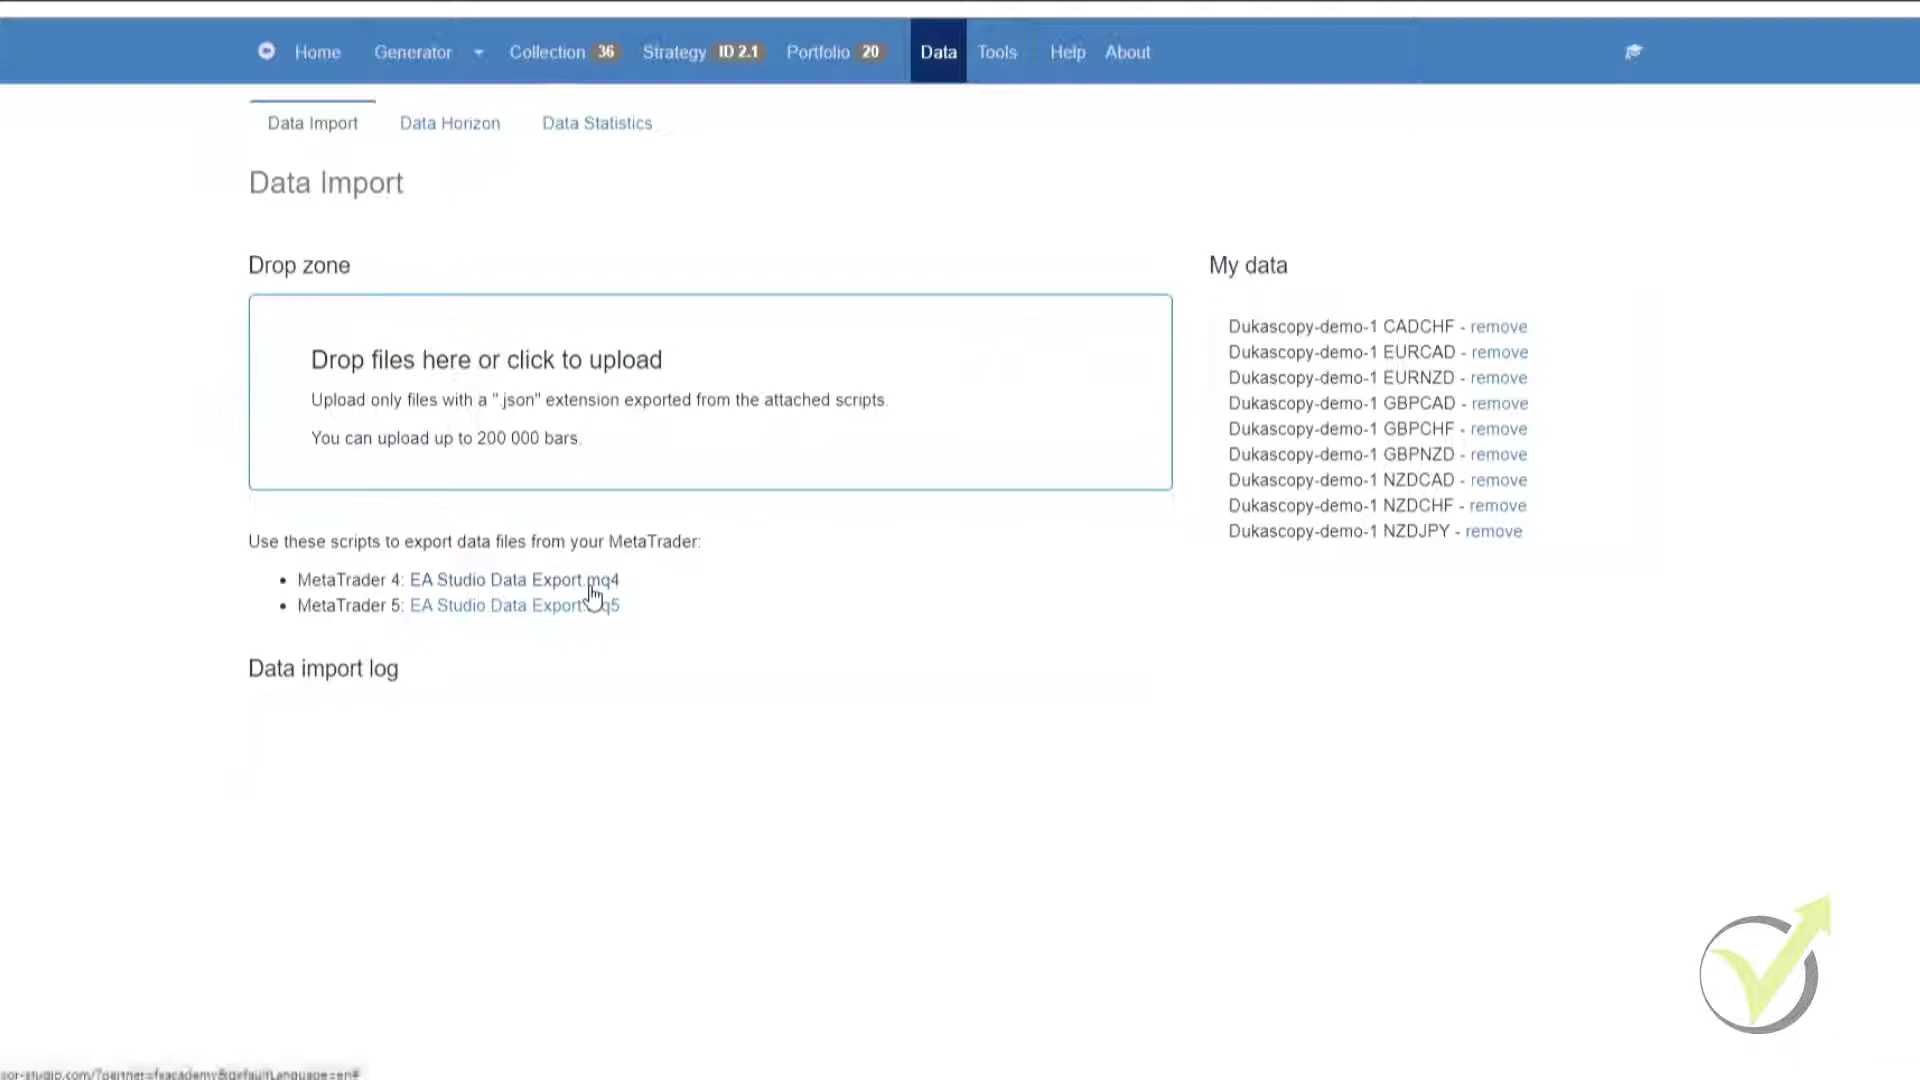 Home Generator Collection 36 Strategy ID 2.1 Portfolio 20 Data Tools Help About
Data Import Data Horizon Data Statistics
Data Import
Drop zone
Drop files here or click to upload
Upload only files with a ".json" extension exported from the attached scripts.
You can upload up to 200 000 bars.
Use these scripts to export data files from your MetaTrader:
MetaTrader 4: EA Studio Data Export.mq4
MetaTrader 5: EA Studio Data Export.mq5
Data import log
My data
Dukascopy-demo-1 CADCHF - remove
Dukascopy-demo-1 EURCAD - remove
Dukascopy-demo-1 EURNZD - remove
Dukascopy-demo-1 GBPCAD - remove
Dukascopy-demo-1 GBPCHF - remove
Dukascopy-demo-1 GBPNZD - remove
Dukascopy-demo-1 NZDCAD - remove
Dukascopy-demo-1 NZDCHF - remove
Dukascopy-demo-1 NZDJPY - remove